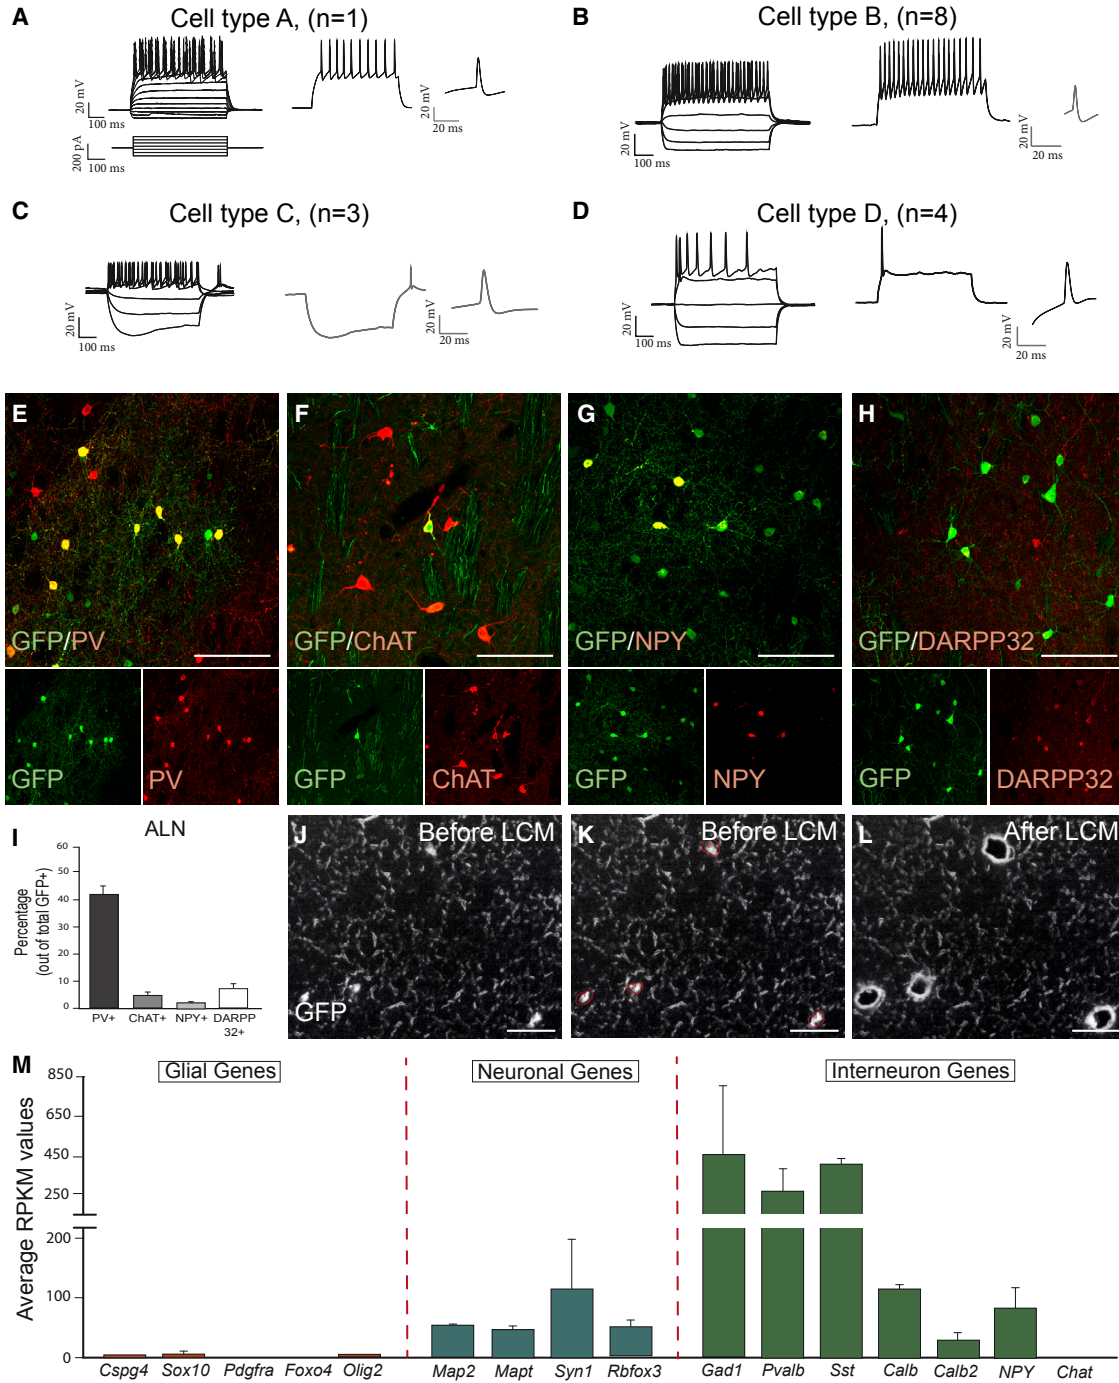 A
Cell type A, (n=1)
20 mV
100 ms
200 pA
100 ms
20 mV
20 ms
B
Cell type B, (n=8)
20 mV
100 ms
20 mV
20 ms
C
Cell type C, (n=3)
20 mV
100 ms
20 mV
20 ms
D
Cell type D, (n=4)
20 mV
100 ms
20 mV
20 ms
E
GFP/PV
GFP
PV
F
GFP/ChAT
GFP
ChAT
G
GFP/NPY
GFP
NPY
H
GFP/DARPP32
GFP
DARPP32
I
ALN
Percentage
(out of total GFP+)
60
50
40
30
20
10
0
PV+
ChAT+
NPY+
DARPP
32+
J
Before LCM
GFP
K
Before LCM
L
After LCM
M
Glial Genes
Neuronal Genes
Interneuron Genes
Average RPKM values
850
650
450
250
200
100
0
Cspg4
Sox10
Pdgfra
Foxo4
Olig2
Map2
Mapt
Syn1
Rbfox3
Gad1
Pvalb
Sst
Calb
Calb2
NPY
Chat